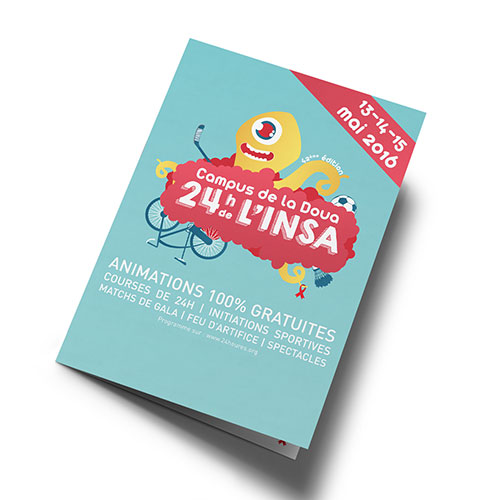 13-14-15
mai 2016
42ème édition
Campus de la Doua
24h de L'INSA
ANIMATIONS 100% GRATUITES
COURSES DE 24H | INITIATIONS SPORTIVES
MATCHS DE GALA | FEU D'ARTIFICE | SPECTACLES
Programme sur : www.24heures.org